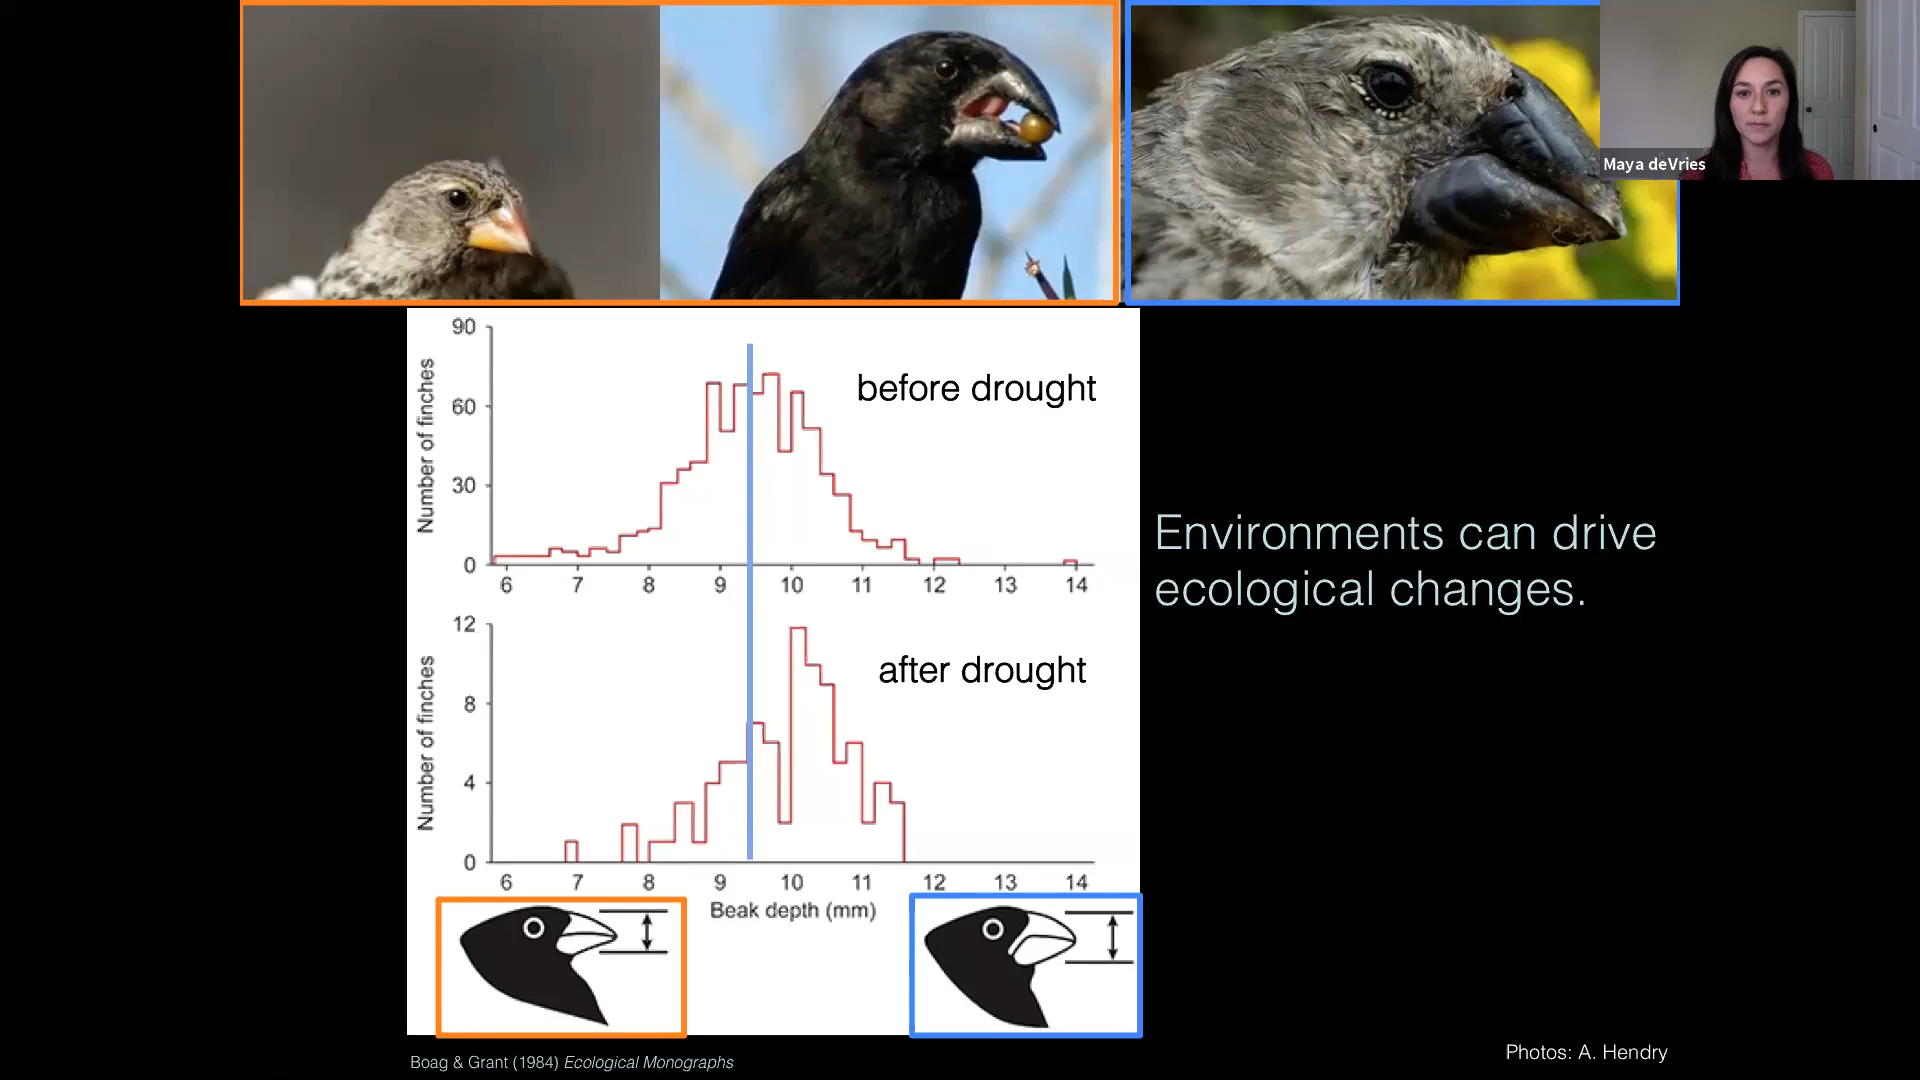 Maya deVries
90
60
30
0
Number of finches
before drought
6 7 8 9 10 11 12 13 14
12
8
4
0
Number of finches
after drought
6 7 8 9 10 11 12 13 14
Beak depth (mm)
Environments can drive
ecological changes.
Boag & Grant (1984) Ecological Monographs
Photos: A. Hendry